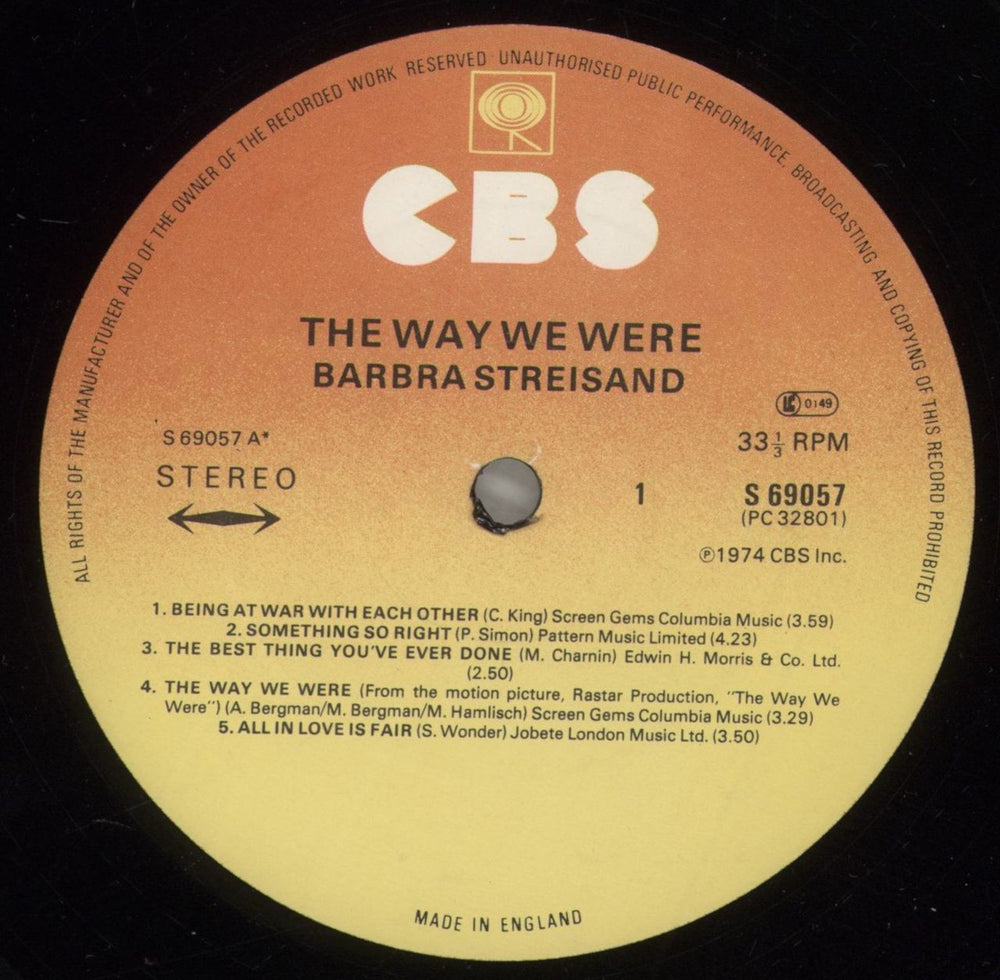 ALL RIGHTS OF THE MANUFACTURER AND OF THE OWNER OF THE RECORDED WORK RESERVED · UNAUTHORISED PUBLIC PERFORMANCE, BROADCASTING AND COPYING OF THIS RECORD PROHIBITED
CBS
THE WAY WE WERE
BARBRA STREISAND
LC 0149
S 69057 A*
33⅓ RPM
STEREO
1
S 69057
(PC 32801)
℗1974 CBS Inc.
1. BEING AT WAR WITH EACH OTHER (C. King) Screen Gems Columbia Music (3.59)
2. SOMETHING SO RIGHT (P. Simon) Pattern Music Limited (4.23)
3. THE BEST THING YOU'VE EVER DONE (M. Charnin) Edwin H. Morris & Co. Ltd.
(2.50)
4. THE WAY WE WERE (From the motion picture, Rastar Production, "The Way We
Were") (A. Bergman/M. Bergman/M. Hamlisch) Screen Gems Columbia Music (3.29)
5. ALL IN LOVE IS FAIR (S. Wonder) Jobete London Music Ltd. (3.50)
MADE IN ENGLAND